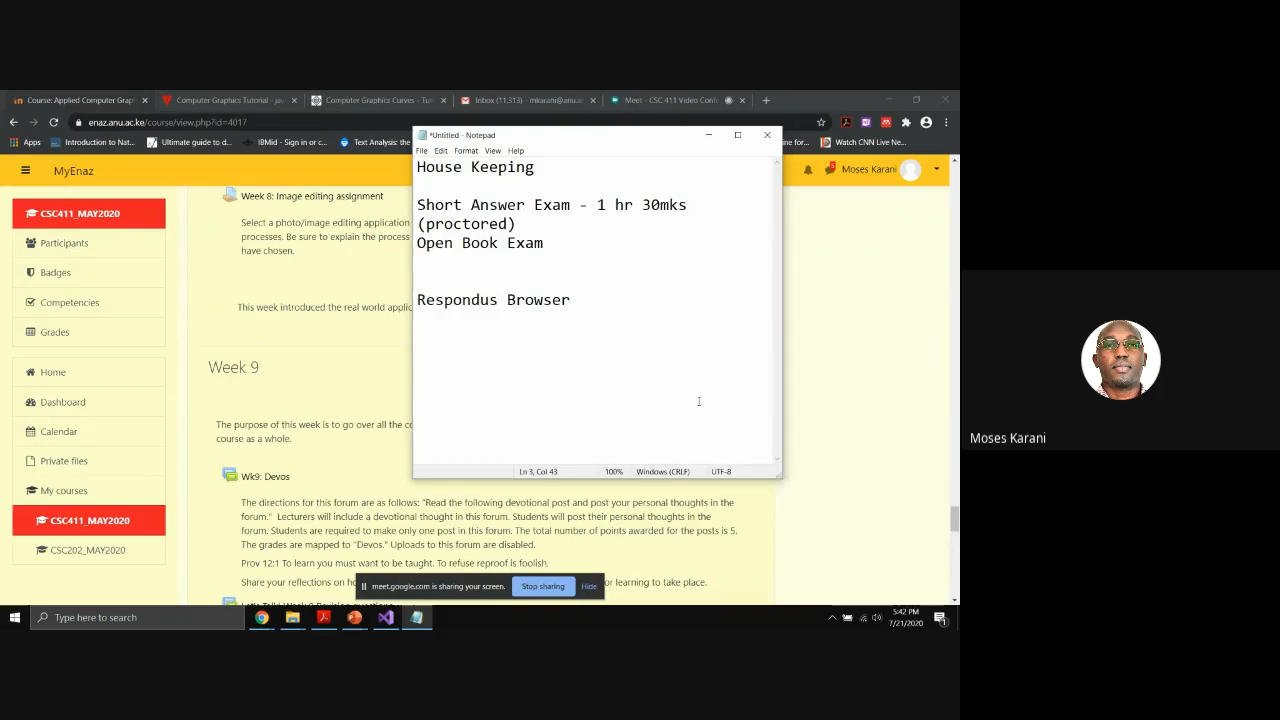 Course: Applied Computer Grap
Computer Graphics Tutorial - jav
Computer Graphics Curves - Tut
Inbox (11,313) - mkarani@anu.ac
Meet - CSC 411 Video Conf
enaz.anu.ac.ke/course/view.php?id=4017
Apps
Introduction to Nat...
Ultimate guide to d...
IBMid - Sign in or c...
Text Analysis: th
ine for...
Watch CNN Live Ne...
MyEnaz
Moses Karani
*Untitled - Notepad
File Edit Format View Help
House Keeping
Short Answer Exam - 1 hr 30mks
(proctored)
Open Book Exam
Respondus Browser
Ln 3, Col 43
100%
Windows (CRLF)
UTF-8
CSC411_MAY2020
Participants
Badges
Competencies
Grades
Home
Dashboard
Calendar
Private files
My courses
CSC411_MAY2020
CSC202_MAY2020
Week 8: Image editing assignment
Select a photo/image editing application
processes. Be sure to explain the process
have chosen.
This week introduced the real world applic
Week 9
The purpose of this week is to go over all the co
course as a whole.
Wk9: Devos
The directions for this forum are as follows: "Read the following devotional post and post your personal thoughts in the
forum." Lecturers will include a devotional thought in this forum. Students will post their personal thoughts in the
forum. Students are required to make only one post in this forum. The total number of points awarded for the posts is 5.
The grades are mapped to "Devos." Uploads to this forum are disabled.
Prov 12:1 To learn you must want to be taught. To refuse reproof is foolish.
Share your reflections on ho
or learning to take place.
meet.google.com is sharing your screen.
Stop sharing
Hide
Type here to search
5:42 PM
7/21/2020
Moses Karani